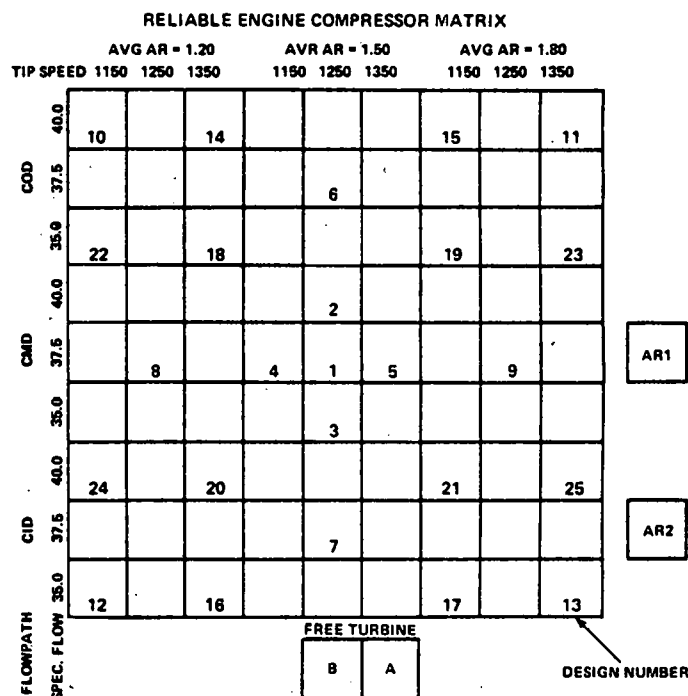 RELIABLE ENGINE COMPRESSOR MATRIX
AVG AR = 1.20 AVR AR = 1.50 AVG AR = 1.80
TIP SPEED 1150 1250 1350 1150 1250 1350 1150 1250 1350
COD
40.0
10 14 15 11
37.5
6
35.0
22 18 19 23
CMD
40.0
2
37.5
8 4 1 5 9
AR1
35.0
3
CID
40.0
24 20 21 25
37.5
7
AR2
35.0
12 16 17 13
FLOWPATH
SPEC. FLOW
FREE TURBINE
B A
DESIGN NUMBER